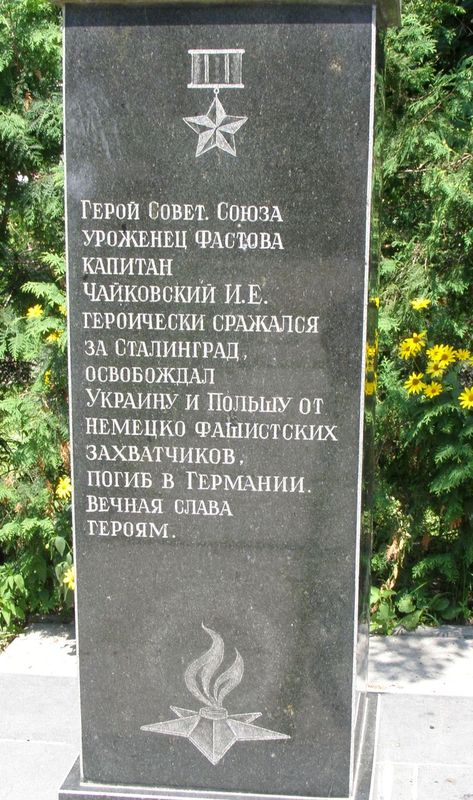 Герой Совет. Союза
уроженец Фастова
капитан
Чайковский И.Е.
героически сражался
за Сталинград,
освобождал
Украину и Польшу от
немецко фашистских
захватчиков,
погиб в Германии.
Вечная слава
героям.